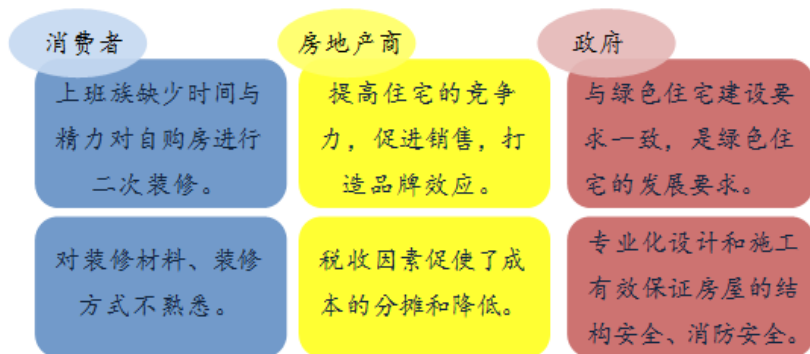 消费者
上班族缺少时间与
精力对自购房进行
二次装修。
对装修材料、装修
方式不熟悉。
房地产商
提高住宅的竞争
力，促进销售，打
造品牌效应。
税收因素促使了成
本的分摊和降低。
政府
与绿色住宅建设要
求一致，是绿色住
宅的发展要求。
专业化设计和施工
有效保证房屋的结
构安全、消防安全。